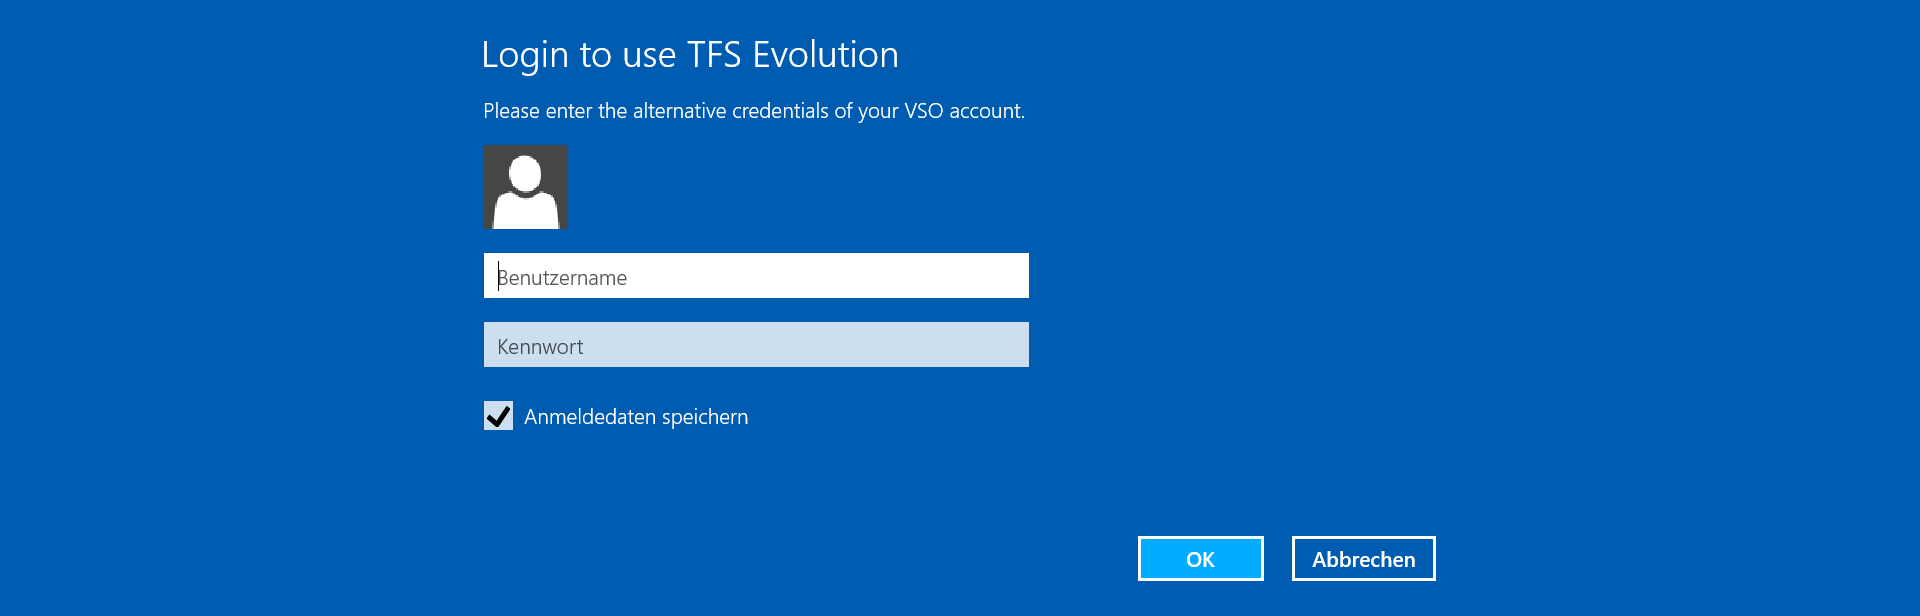 Login to use TFS Evolution
Please enter the alternative credentials of your VSO account.
Benutzername
Kennwort
Anmeldedaten speichern
OK
Abbrechen